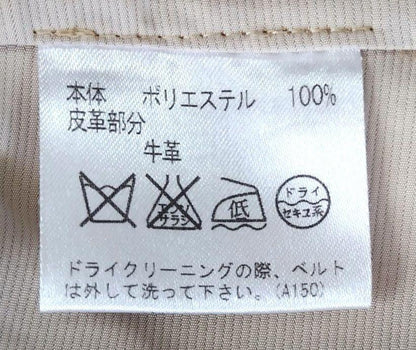 本体 ポリエステル 100%
皮革部分
牛革
エンソ
サラシ
低
ドライ
セキユ系
ドライクリーニングの際、ベルト
は外して洗って下さい。(A150)